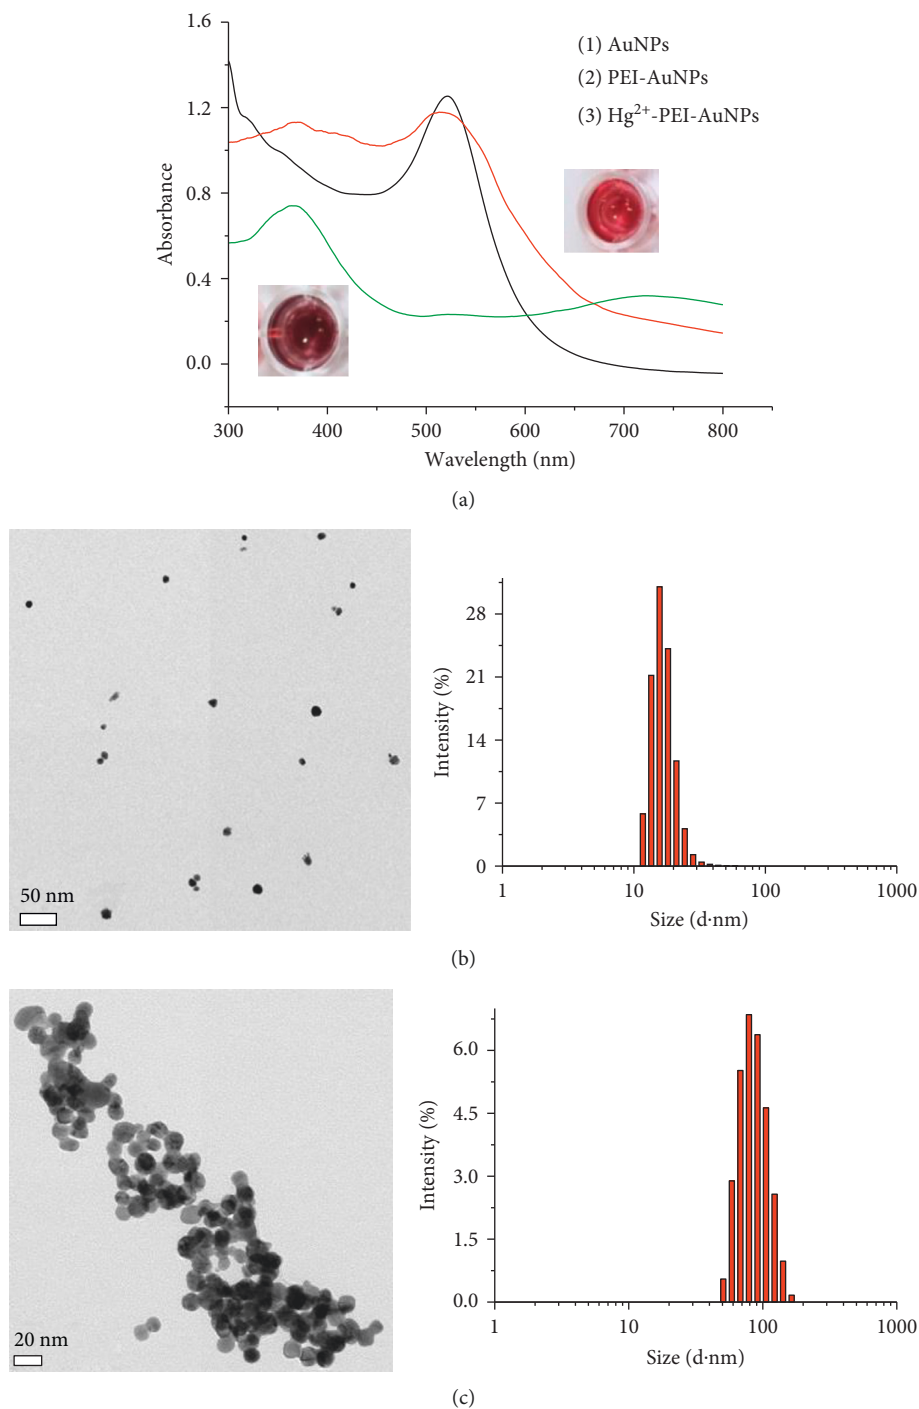 1.6
1.2
0.8
0.4
0.0
Absorbance
(1) AuNPs
(2) PEI-AuNPs
(3) Hg²⁺-PEI-AuNPs
300 400 500 600 700 800
Wavelength (nm)
(a)
50 nm
28
21
14
7
0
Intensity (%)
1 10 100 1000
Size (d·nm)
(b)
20 nm
6.0
4.5
3.0
1.5
0.0
Intensity (%)
1 10 100 1000
Size (d·nm)
(c)